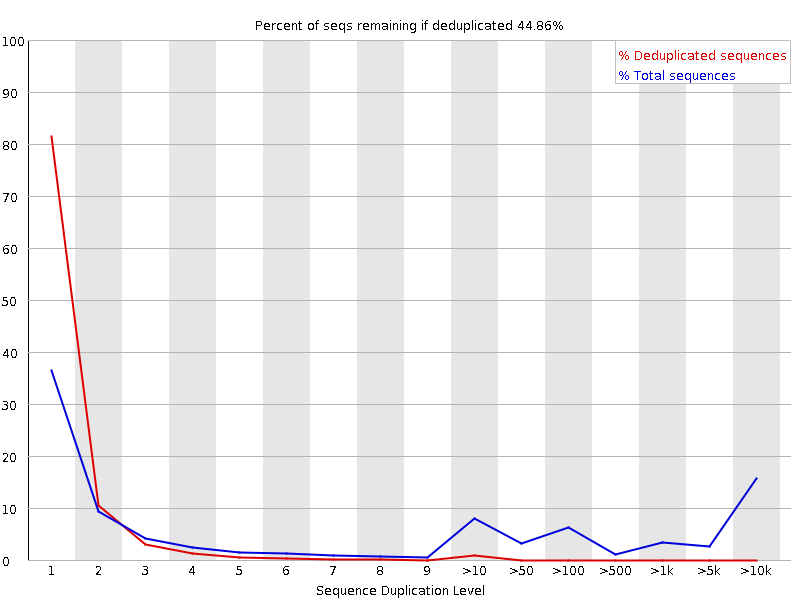 Percent of seqs remaining if deduplicated 44.86%
% Deduplicated sequences
% Total sequences
100
90
80
70
60
50
40
30
20
10
0
1 2 3 4 5 6 7 8 9 >10 >50 >100 >500 >1k >5k >10k
Sequence Duplication Level